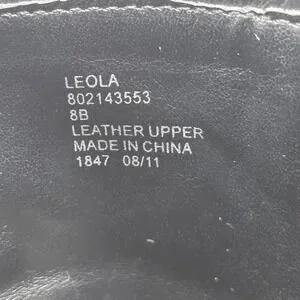 LEOLA
802143553
8B
LEATHER UPPER
MADE IN CHINA
1847 08/11